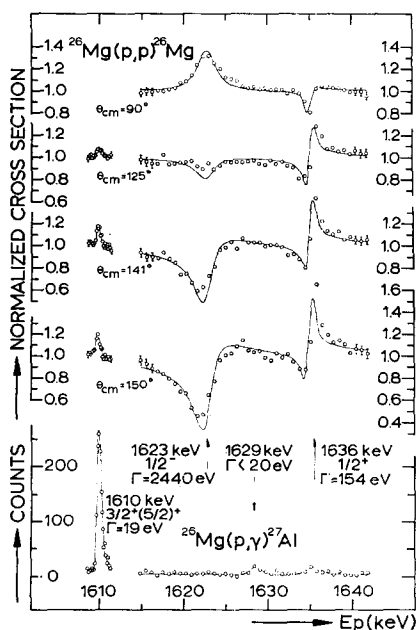 ²⁶Mg(p,p)²⁶Mg
1.4
1.2
1.0
0.8
θcm=90°
1.0
0.8
1.2
1.0
0.8
0.6
θcm=125°
1.2
1.0
0.8
1.2
1.0
0.8
0.6
θcm=141°
1.4
1.2
1.0
0.8
1.2
1.0
0.8
0.6
θcm=150°
1.6
1.4
1.2
1.0
0.8
0.6
0.4
NORMALIZED CROSS SECTION
1623 keV
1/2⁻
Γ=2440 eV
1629 keV
Γ<20 eV
1636 keV
1/2⁺
Γ=154 eV
1610 keV
3/2⁺(5/2)⁺
Γ=19 eV
²⁶Mg(p,γ)²⁷Al
200
100
0
COUNTS
1610
1620
1630
1640
Ep(keV)